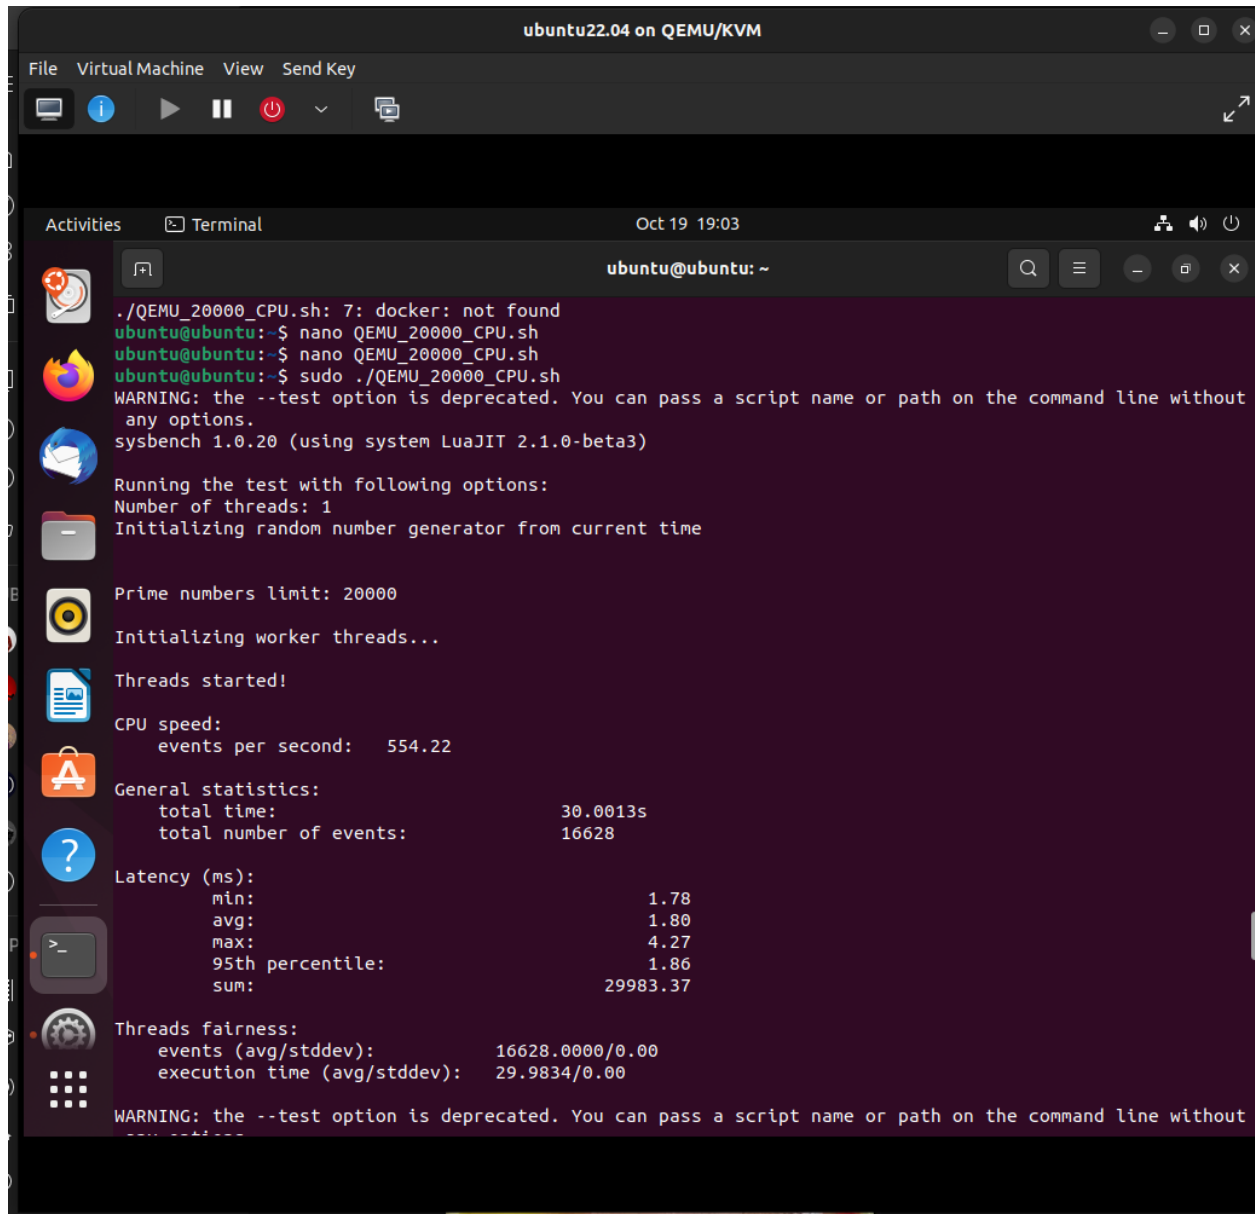 ubuntu22.04 on QEMU/KVM
File Virtual Machine View Send Key
Activities Terminal Oct 19 19:03
ubuntu@ubuntu: ~
./QEMU_20000_CPU.sh: 7: docker: not found
ubuntu@ubuntu:~$ nano QEMU_20000_CPU.sh
ubuntu@ubuntu:~$ nano QEMU_20000_CPU.sh
ubuntu@ubuntu:~$ sudo ./QEMU_20000_CPU.sh
WARNING: the --test option is deprecated. You can pass a script name or path on the command line without
any options.
sysbench 1.0.20 (using system LuaJIT 2.1.0-beta3)
Running the test with following options:
Number of threads: 1
Initializing random number generator from current time
Prime numbers limit: 20000
Initializing worker threads...
Threads started!
CPU speed:
events per second: 554.22
General statistics:
total time: 30.0013s
total number of events: 16628
Latency (ms):
min: 1.78
avg: 1.80
max: 4.27
95th percentile: 1.86
sum: 29983.37
Threads fairness:
events (avg/stddev): 16628.0000/0.00
execution time (avg/stddev): 29.9834/0.00
WARNING: the --test option is deprecated. You can pass a script name or path on the command line without